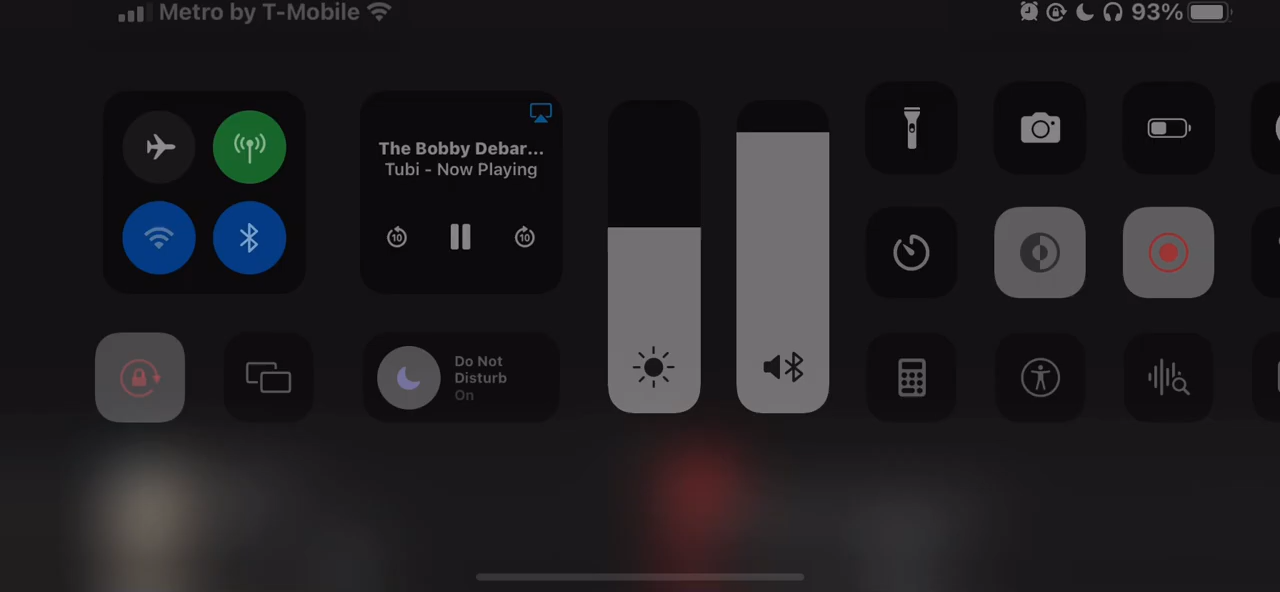 Metro by T-Mobile
93%
The Bobby Debar...
Tubi - Now Playing
10
10
Do Not
Disturb
On